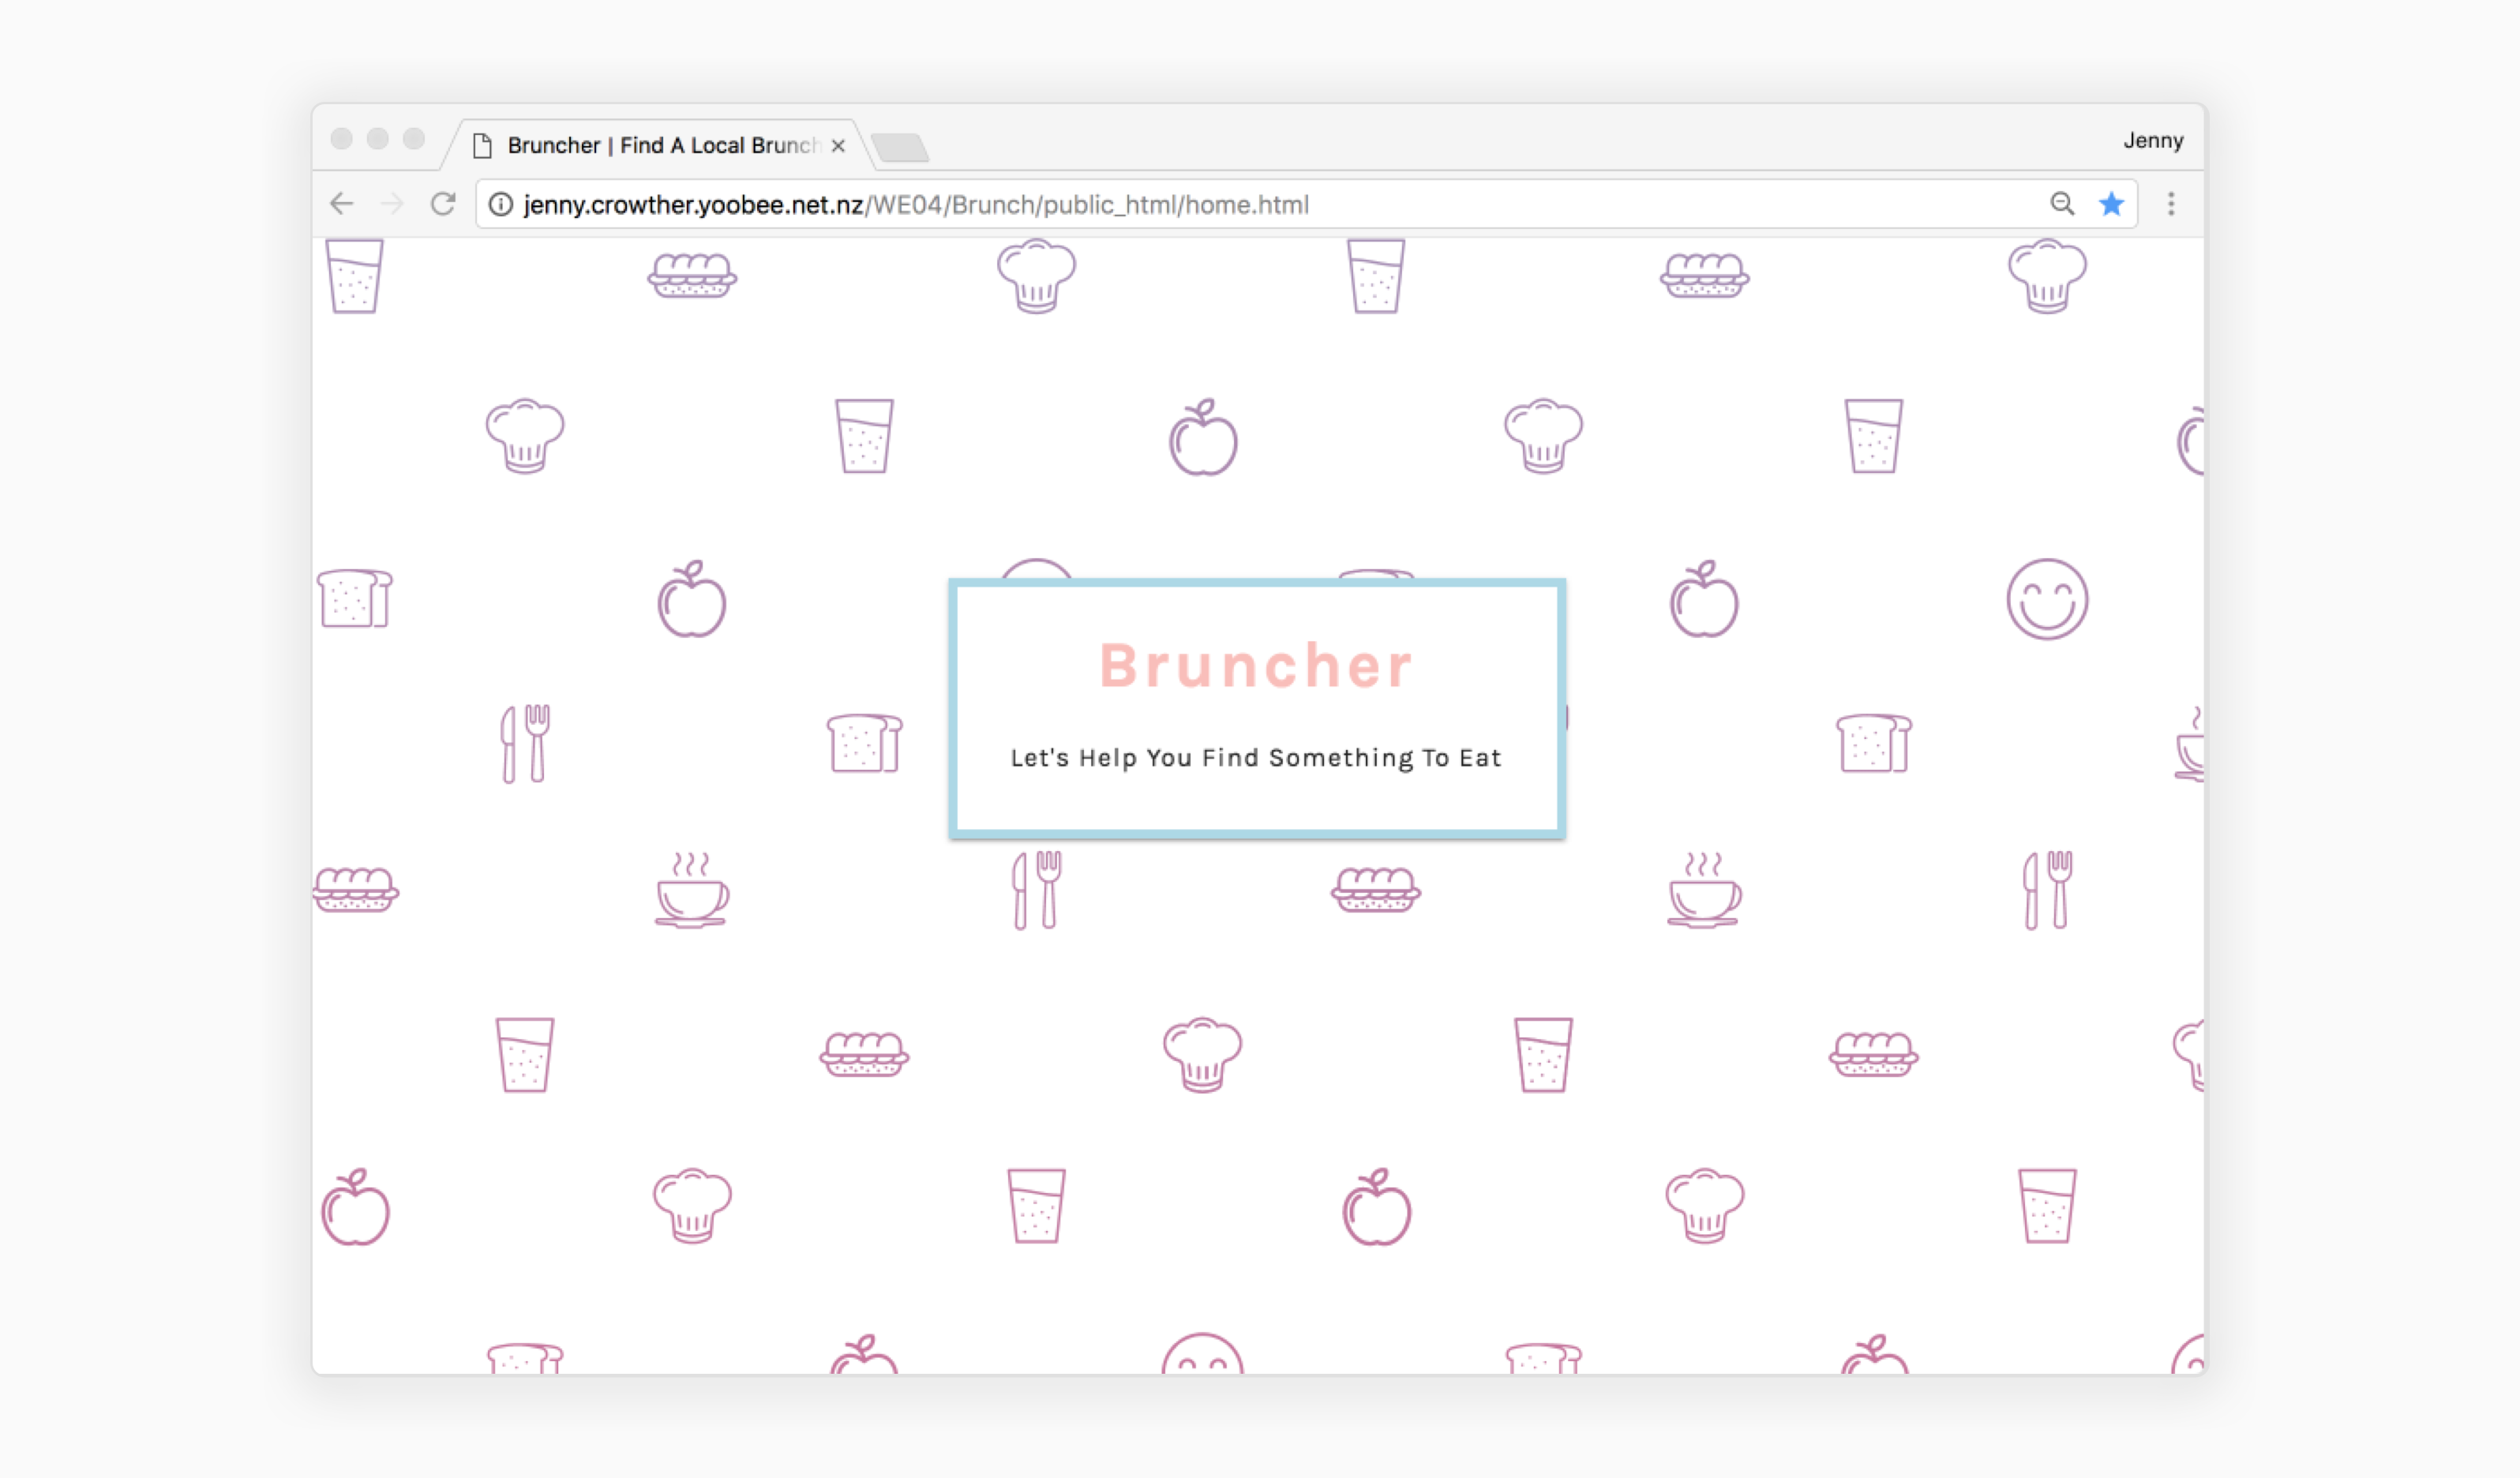 Bruncher | Find A Local Brunch
Jenny
jenny.crowther.yoobee.net.nz/WE04/Brunch/public_html/home.html
Bruncher
Let's Help You Find Something To Eat